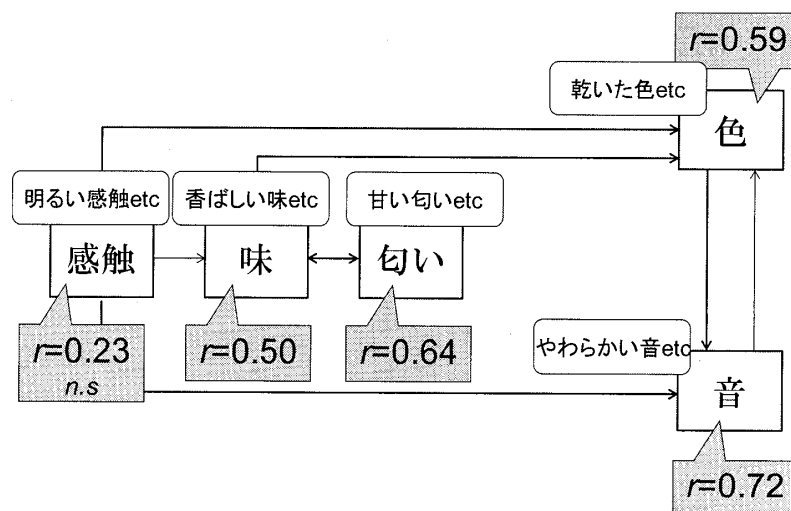 r=0.59
乾いた色etc
色
明るい感触etc
香ばしい味etc
甘い匂いetc
感触
味
匂い
r=0.23
n.s
r=0.50
r=0.64
やわらかい音etc
音
r=0.72